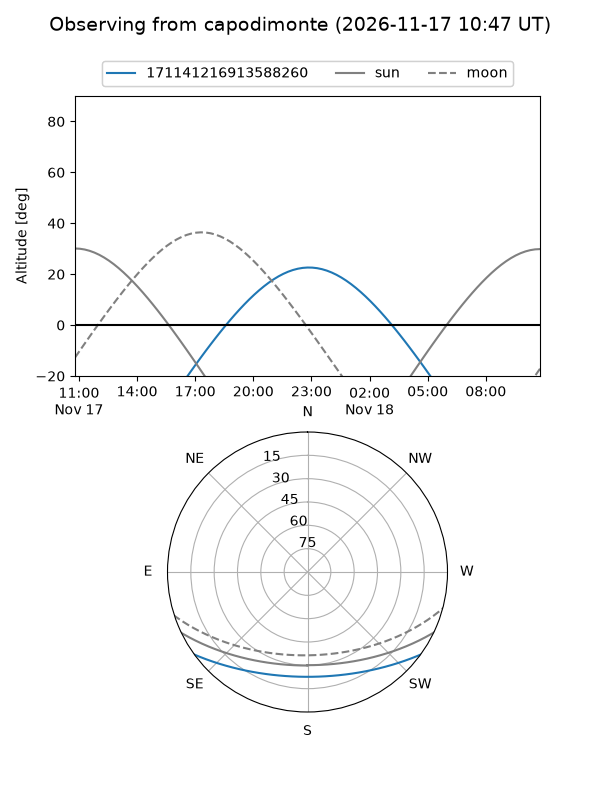 Observing from capodimonte (2026-11-17 10:47 UT)
171141216913588260 sun moon
Altitude [deg]
80
60
40
20
0
−20
11:00 14:00 17:00 20:00 23:00 02:00 05:00 08:00
Nov 17 Nov 18
N
NE NW
15
30
45
60
75
E W
SE SW
S